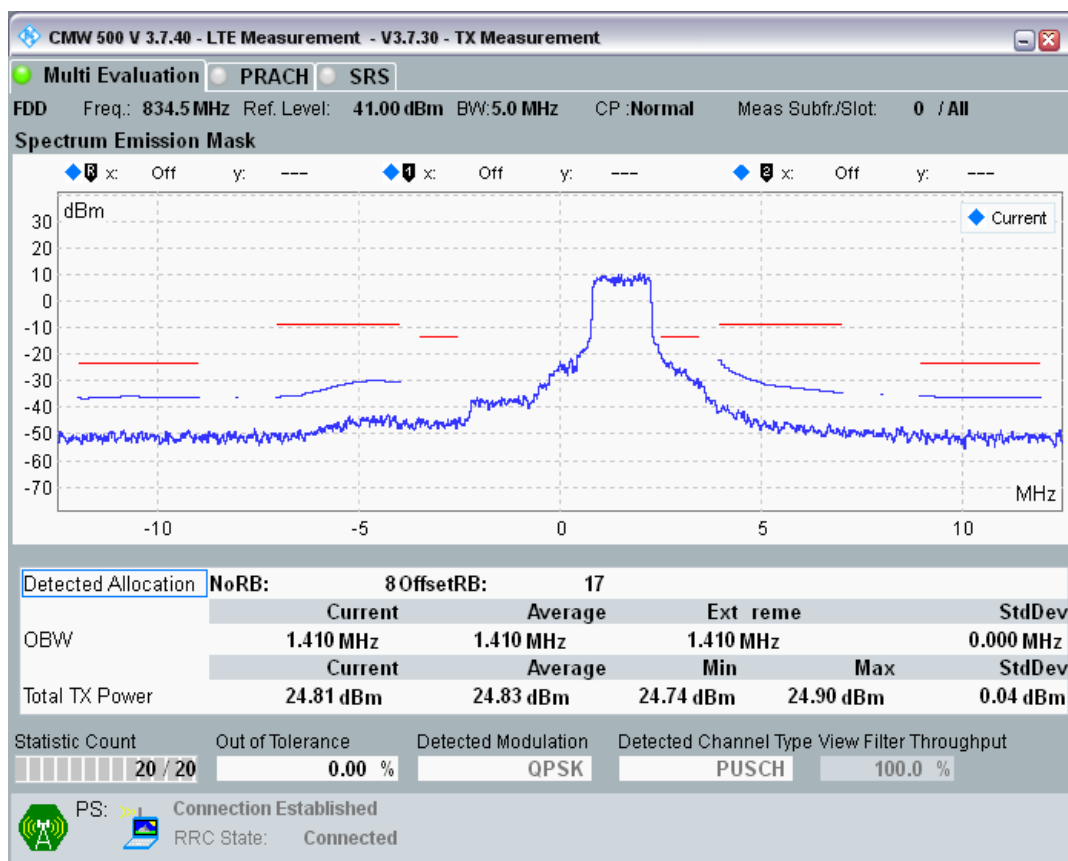 CMW 500 V 3.7.40 - LTE Measurement - V3.7.30 - TX Measurement
Multi Evaluation PRACH SRS
FDD Freq.: 834.5 MHz Ref. Level: 41.00 dBm BW:5.0 MHz CP :Normal Meas Subfr./Slot: 0 / All
Spectrum Emission Mask
R x: Off y: --- 1 x: Off y: --- 2 x: Off y: ---
dBm
Current
30
20
10
0
-10
-20
-30
-40
-50
-60
-70
MHz
-10 -5 0 5 10
Detected Allocation NoRB: 8 OffsetRB: 17
Current Average Ext reme StdDev
OBW 1.410 MHz 1.410 MHz 1.410 MHz 0.000 MHz
Current Average Min Max StdDev
Total TX Power 24.81 dBm 24.83 dBm 24.74 dBm 24.90 dBm 0.04 dBm
Statistic Count Out of Tolerance Detected Modulation Detected Channel Type View Filter Throughput
20 / 20 0.00 % QPSK PUSCH 100.0 %
PS: Connection Established
RRC State: Connected